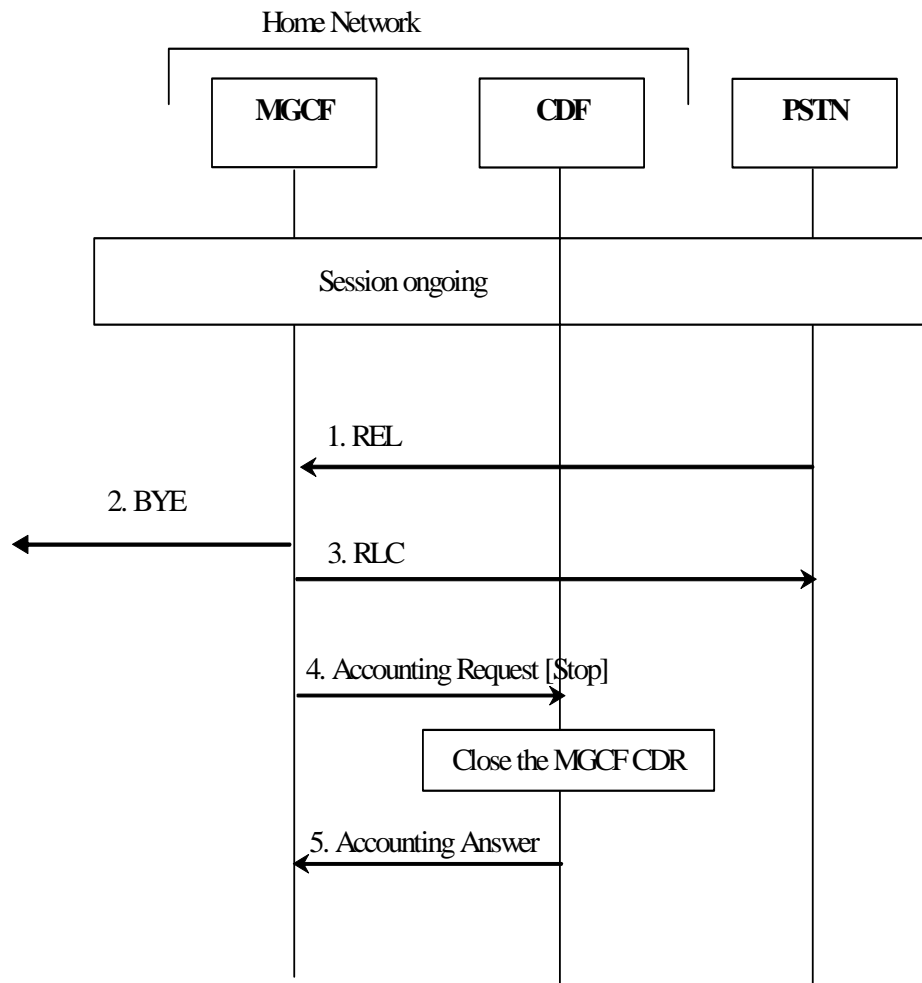 Home Network
MGCF
CDF
PSTN
Session ongoing
1. REL
2. BYE
3. RLC
4. Accounting Request [Stop]
Close the MGCF CDR
5. Accounting Answer